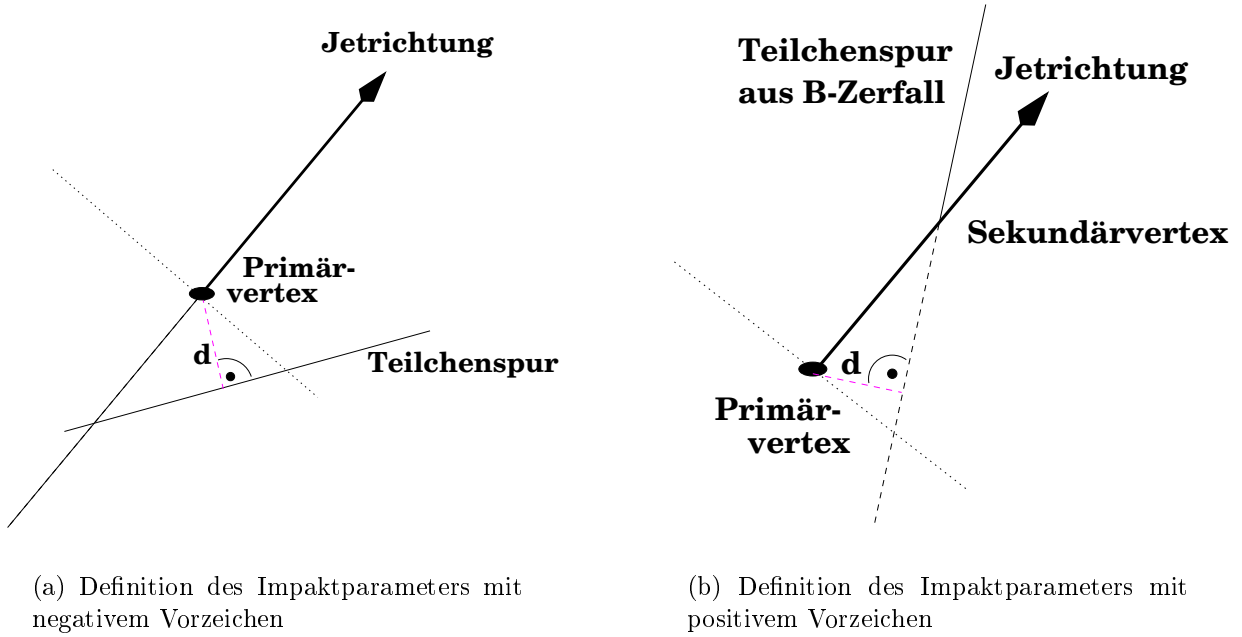 Jetrichtung
Primär-
vertex
d
Teilchenspur
(a) Definition des Impaktparameters mit
negativem Vorzeichen
Teilchenspur
aus B-Zerfall
Jetrichtung
Sekundärvertex
d
Primär-
vertex
(b) Definition des Impaktparameters mit
positivem Vorzeichen